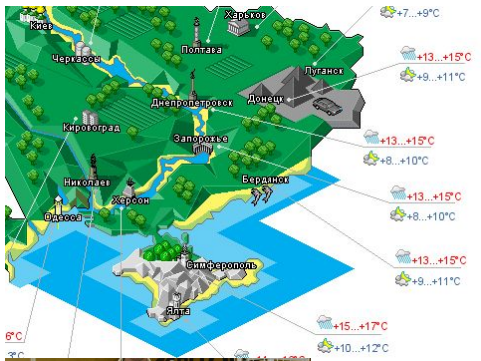 Киев
Харьков
+7...+9°C
Полтава
+13...+15°C
Черкассы
Луганск
+9...+11°C
Днепропетровск
Донецк
Кировоград
+13...+15°C
Запорожье
+8...+10°C
Николаев
Бердянск
Херсон
+13...+15°C
Одесса
+8...+10°C
+13...+15°C
Симферополь
+9...+11°C
Ялта
+15...+17°C
6°C
+10...+12°C
3°C